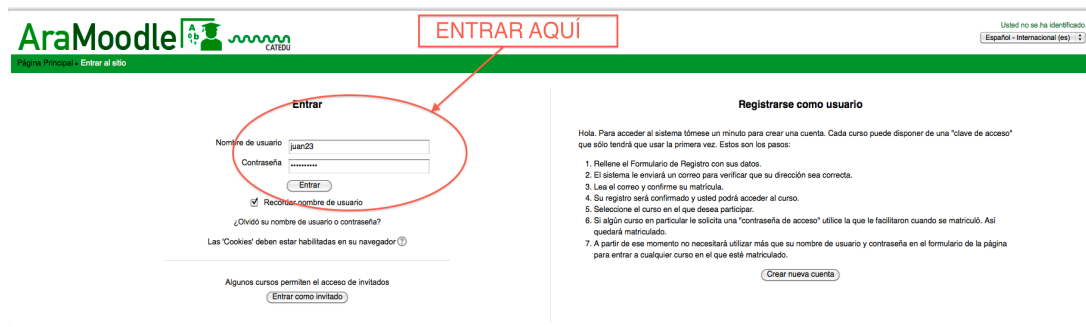 AraMoodle
A
b
CATEDU
ENTRAR AQUÍ
Usted no se ha identificado.
Español - Internacional (es)
Página Principal ▸ Entrar al sitio
Entrar
Nombre de usuario juan23
Contraseña ••••••••••
Entrar
Recordar nombre de usuario
¿Olvidó su nombre de usuario o contraseña?
Las 'Cookies' deben estar habilitadas en su navegador ?
Algunos cursos permiten el acceso de invitados
Entrar como invitado
Registrarse como usuario
Hola. Para acceder al sistema tómese un minuto para crear una cuenta. Cada curso puede disponer de una "clave de acceso"
que sólo tendrá que usar la primera vez. Estos son los pasos:
1. Rellene el Formulario de Registro con sus datos.
2. El sistema le enviará un correo para verificar que su dirección sea correcta.
3. Lea el correo y confirme su matrícula.
4. Su registro será confirmado y usted podrá acceder al curso.
5. Seleccione el curso en el que desea participar.
6. Si algún curso en particular le solicita una "contraseña de acceso" utilice la que le facilitaron cuando se matriculó. Así
quedará matriculado.
7. A partir de ese momento no necesitará utilizar más que su nombre de usuario y contraseña en el formulario de la página
para entrar a cualquier curso en el que esté matriculado.
Crear nueva cuenta